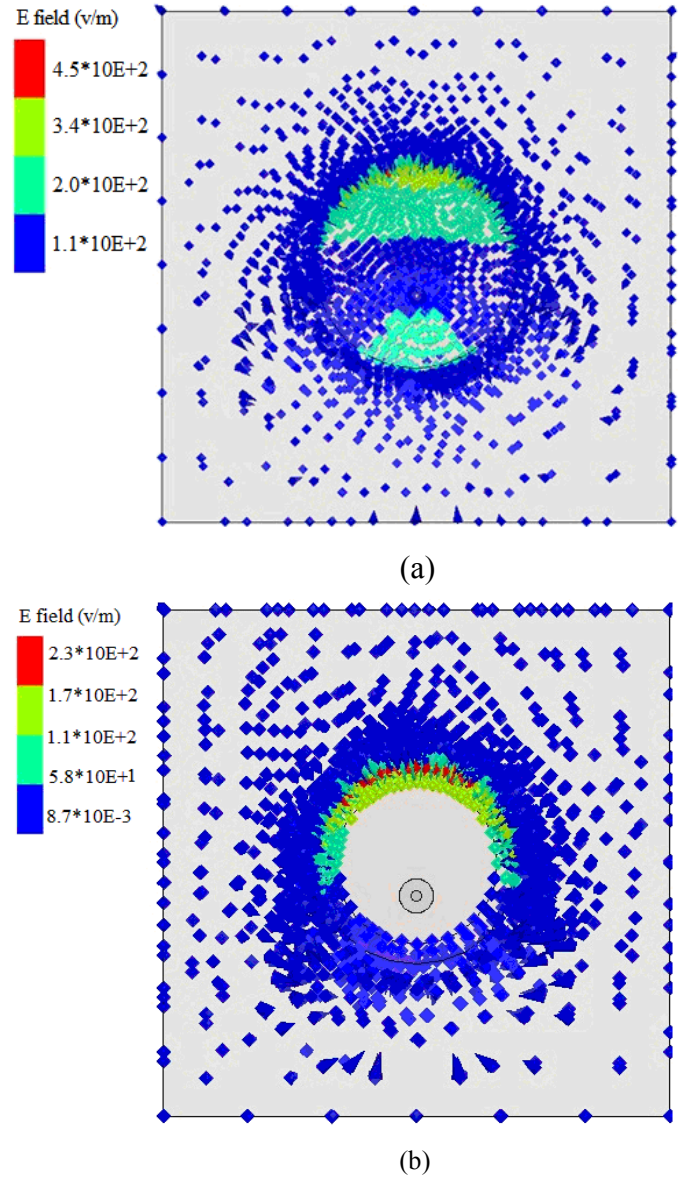 E field (v/m)
4.5*10E+2
3.4*10E+2
2.0*10E+2
1.1*10E+2
(a)
E field (v/m)
2.3*10E+2
1.7*10E+2
1.1*10E+2
5.8*10E+1
8.7*10E-3
(b)